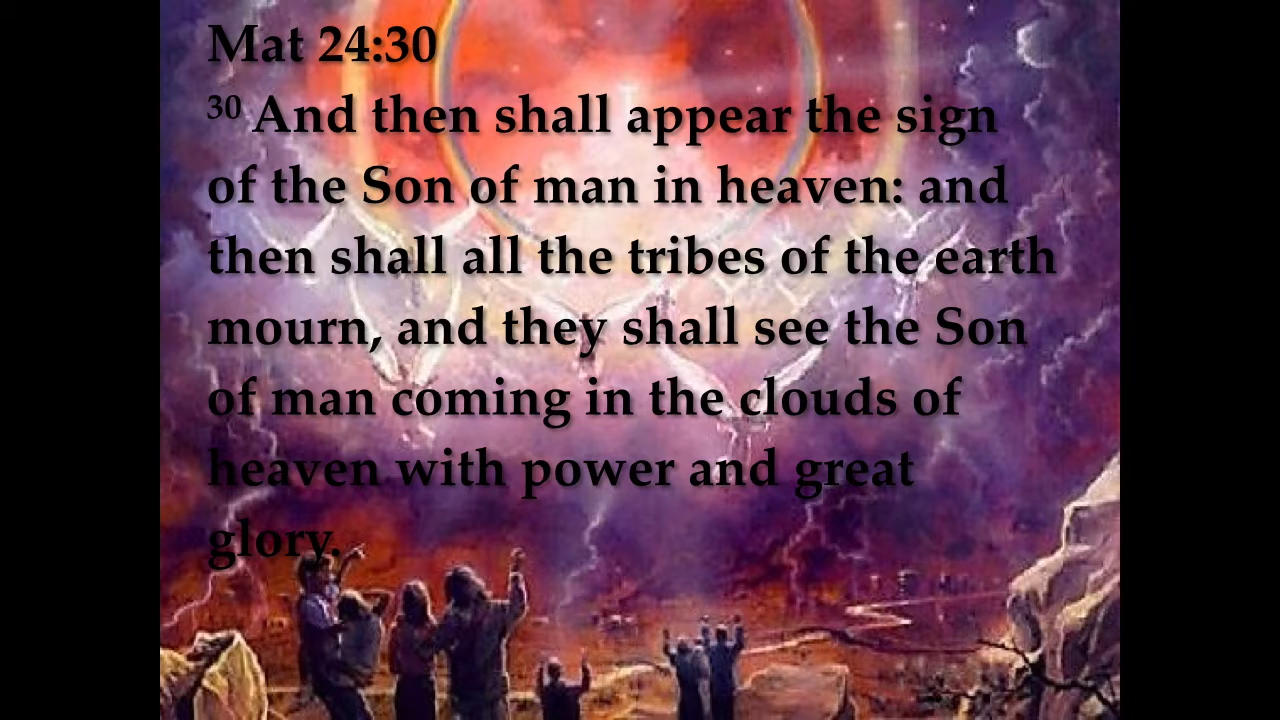 Mat 24:30
30 And then shall appear the sign
of the Son of man in heaven: and
then shall all the tribes of the earth
mourn, and they shall see the Son
of man coming in the clouds of
heaven with power and great
glory.